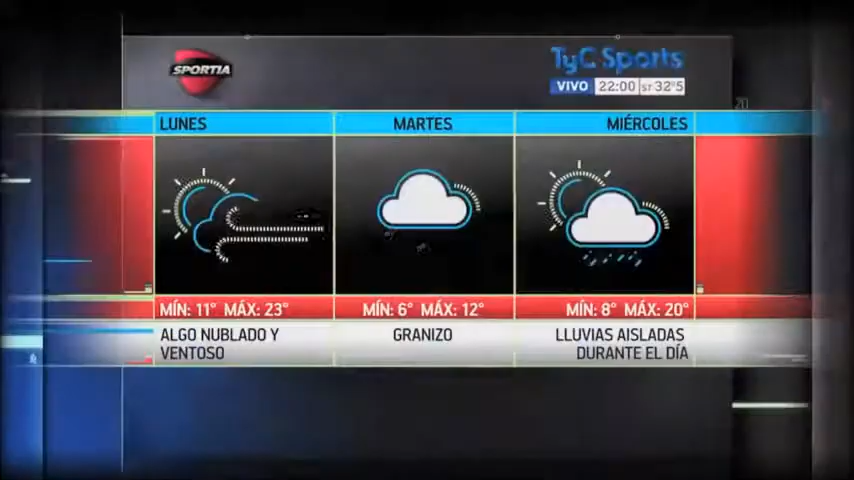 SPORTIA
TyC Sports
VIVO 22:00 ST 32°5
20
LUNES
MARTES
MIÉRCOLES
MÍN: 11° MÁX: 23°
MÍN: 6° MÁX: 12°
MÍN: 8° MÁX: 20°
ALGO NUBLADO Y
VENTOSO
GRANIZO
LLUVIAS AISLADAS
DURANTE EL DÍA